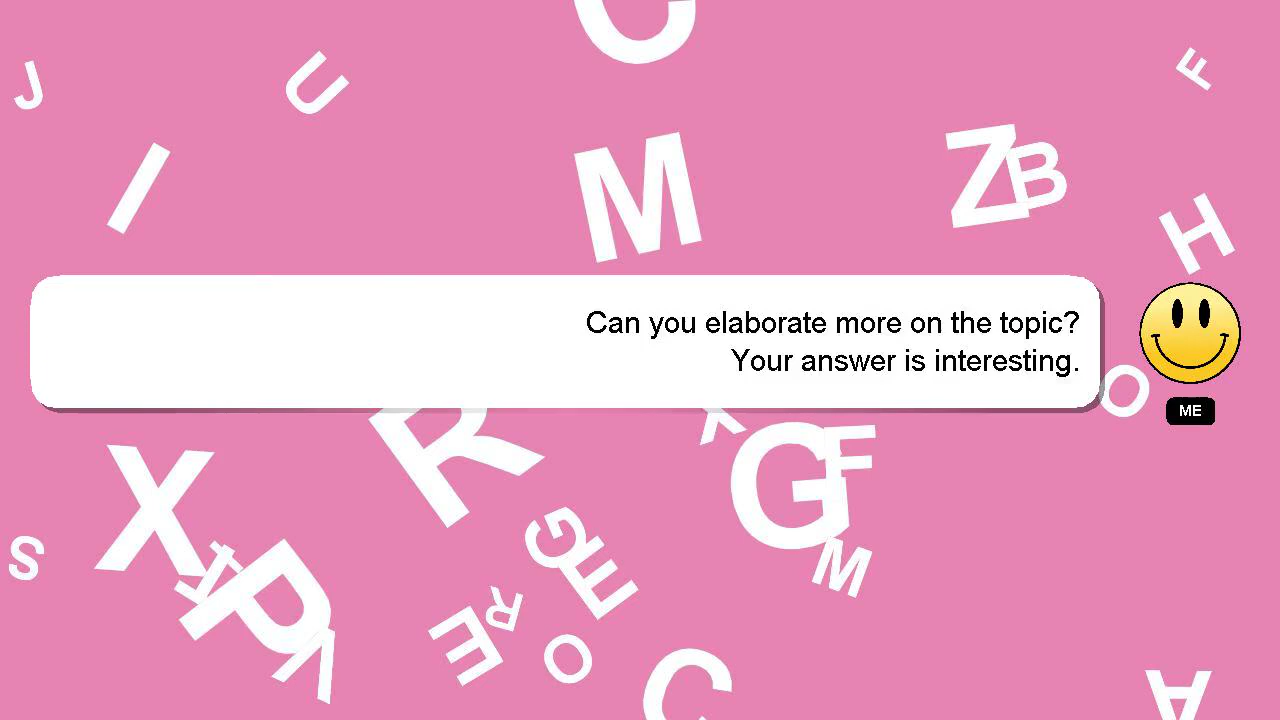 C
J
U
F
I
M
Z
B
H
Can you elaborate more on the topic?
Your answer is interesting.
O
ME
R
X
G
F
X
S
G
E
M
P
V
E
R
O
C
A